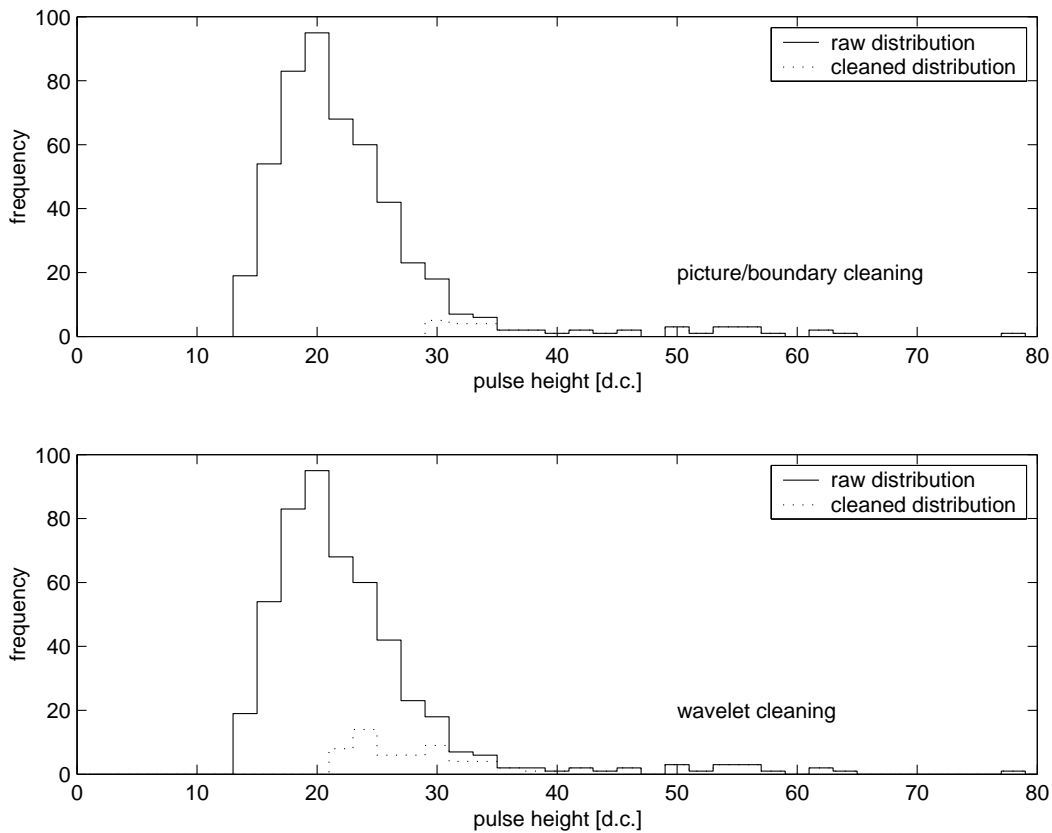 100
80
60
40
20
0
frequency
raw distribution
cleaned distribution
picture/boundary cleaning
0 10 20 30 40 50 60 70 80
pulse height [d.c.]
100
80
60
40
20
0
frequency
raw distribution
cleaned distribution
wavelet cleaning
0 10 20 30 40 50 60 70 80
pulse height [d.c.]